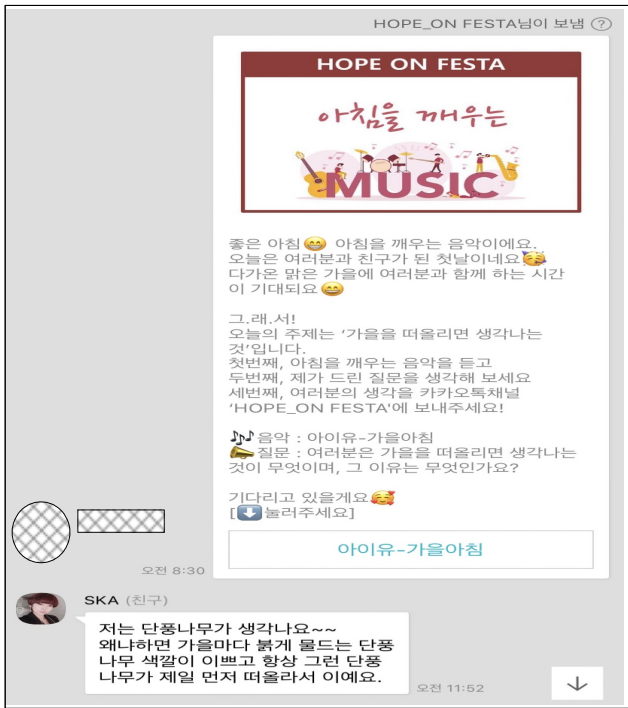 HOPE_ON FESTA님이 보냄 ?
HOPE ON FESTA
아침을 깨우는
MUSIC
좋은 아침😁 아침을 깨우는 음악이에요.
오늘은 여러분과 친구가 된 첫날이네요🥳
다가온 맑은 가을에 여러분과 함께 하는 시간
이 기대되요😄
그.래.서!
오늘의 주제는 ‘가을을 떠올리면 생각나는
것’입니다.
첫번째, 아침을 깨우는 음악을 듣고
두번째, 제가 드린 질문을 생각해 보세요
세번째, 여러분의 생각을 카카오톡채널
‘HOPE_ON FESTA'에 보내주세요!
🎶음악 : 아이유-가을아침
📣질문 : 여러분은 가을을 떠올리면 생각나는
것이 무엇이며, 그 이유는 무엇인가요?
기다리고 있을게요🥰
[⬇️눌러주세요]
아이유-가을아침
오전 8:30
SKA (친구)
저는 단풍나무가 생각나요~~
왜냐하면 가을마다 붉게 물드는 단풍
나무 색깔이 이쁘고 항상 그런 단풍
나무가 제일 먼저 떠올라서 이예요.
오전 11:52